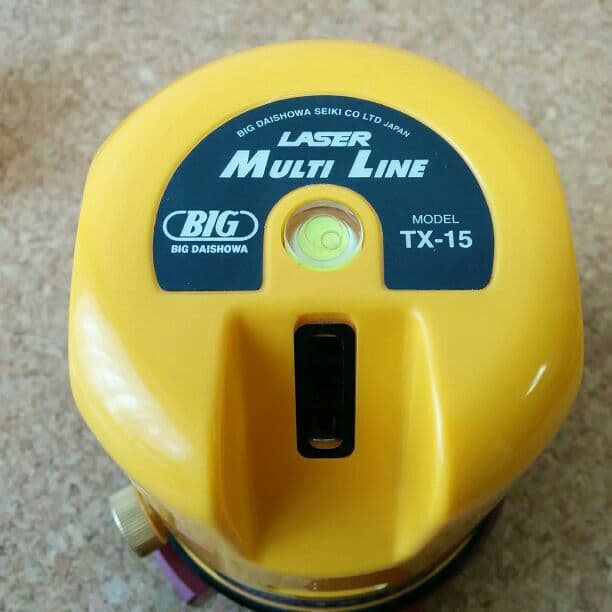 BIG DAISHOWA SEIKI CO LTD JAPAN
LASER
MULTI LINE
BIG
BIG DAISHOWA
MODEL
TX-15